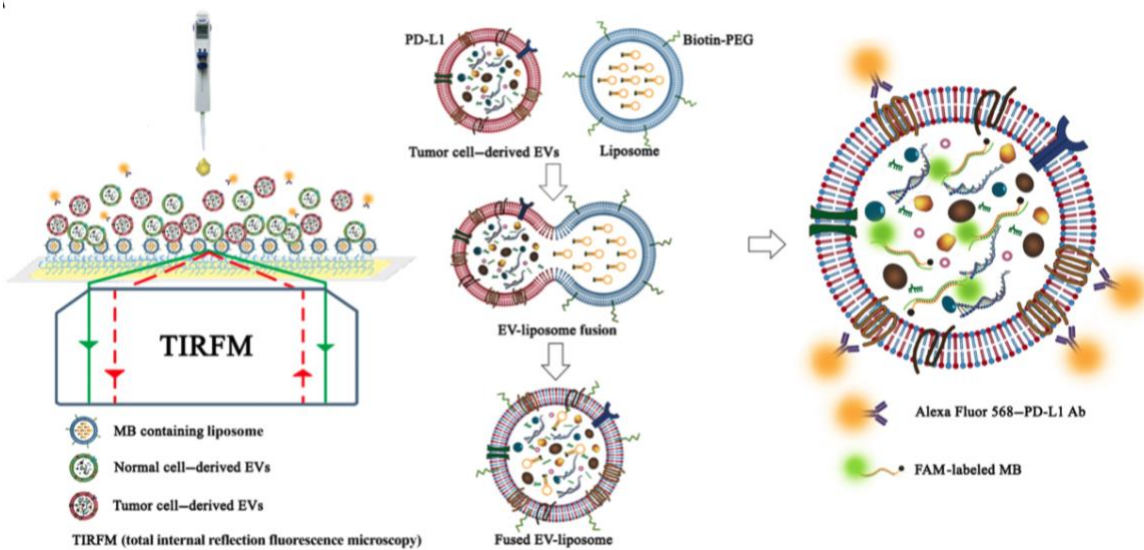 PD-L1
Biotin-PEG
Tumor cell–derived EVs
Liposome
EV-liposome fusion
Fused EV-liposome
TIRFM
MB containing liposome
Normal cell–derived EVs
Tumor cell–derived EVs
TIRFM (total internal reflection fluorescence microscopy)
Alexa Fluor 568–PD-L1 Ab
FAM-labeled MB